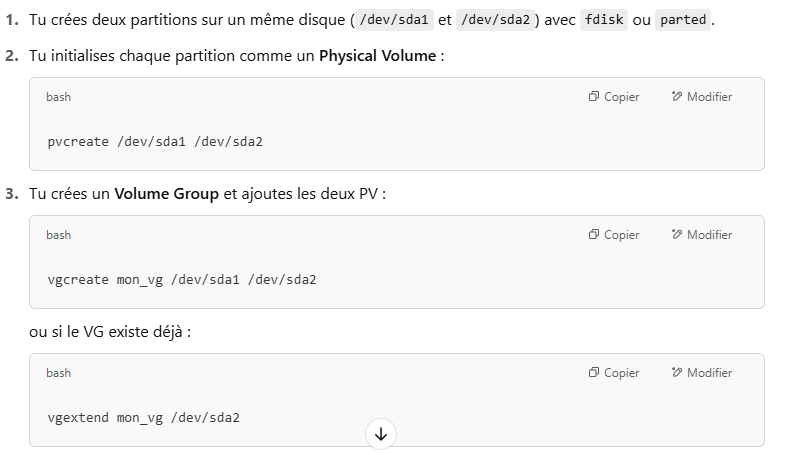 1. Tu crées deux partitions sur un même disque ( /dev/sda1 et /dev/sda2 ) avec fdisk ou parted .
2. Tu initialises chaque partition comme un Physical Volume :
bash Copier Modifier
pvcreate /dev/sda1 /dev/sda2
3. Tu crées un Volume Group et ajoutes les deux PV :
bash Copier Modifier
vgcreate mon_vg /dev/sda1 /dev/sda2
ou si le VG existe déjà :
bash Copier Modifier
vgextend mon_vg /dev/sda2